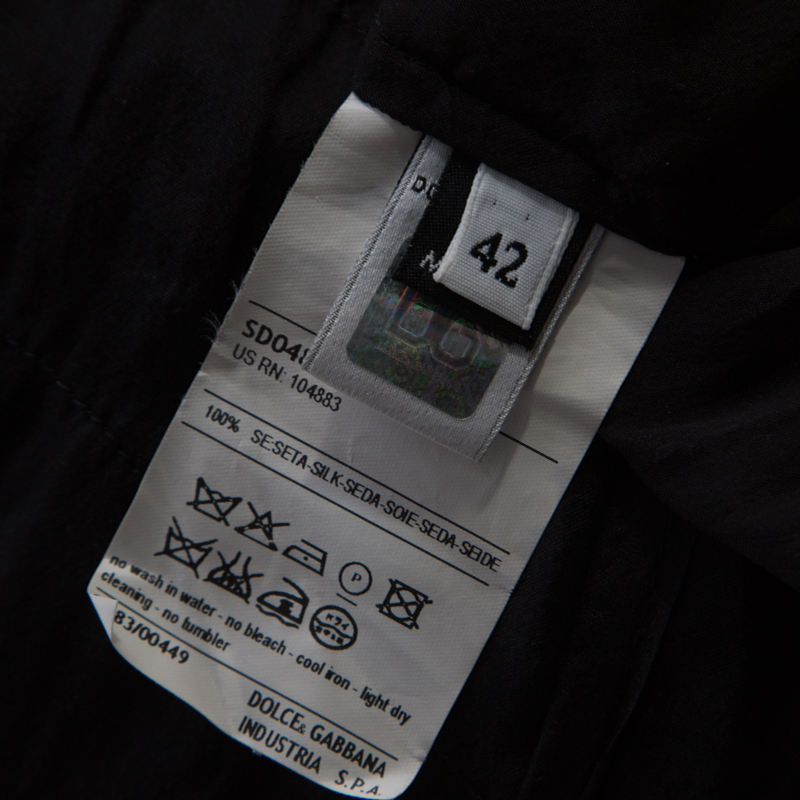 42
US RN: 104883
100% SE:SETA-SILK-SEDA-SOIE-SEDA-SEIDE
P
no wash in water - no bleach - cool iron - light dry
cleaning - no tumbler
83/00449
DOLCE & GABBANA
INDUSTRIA S.P.A.